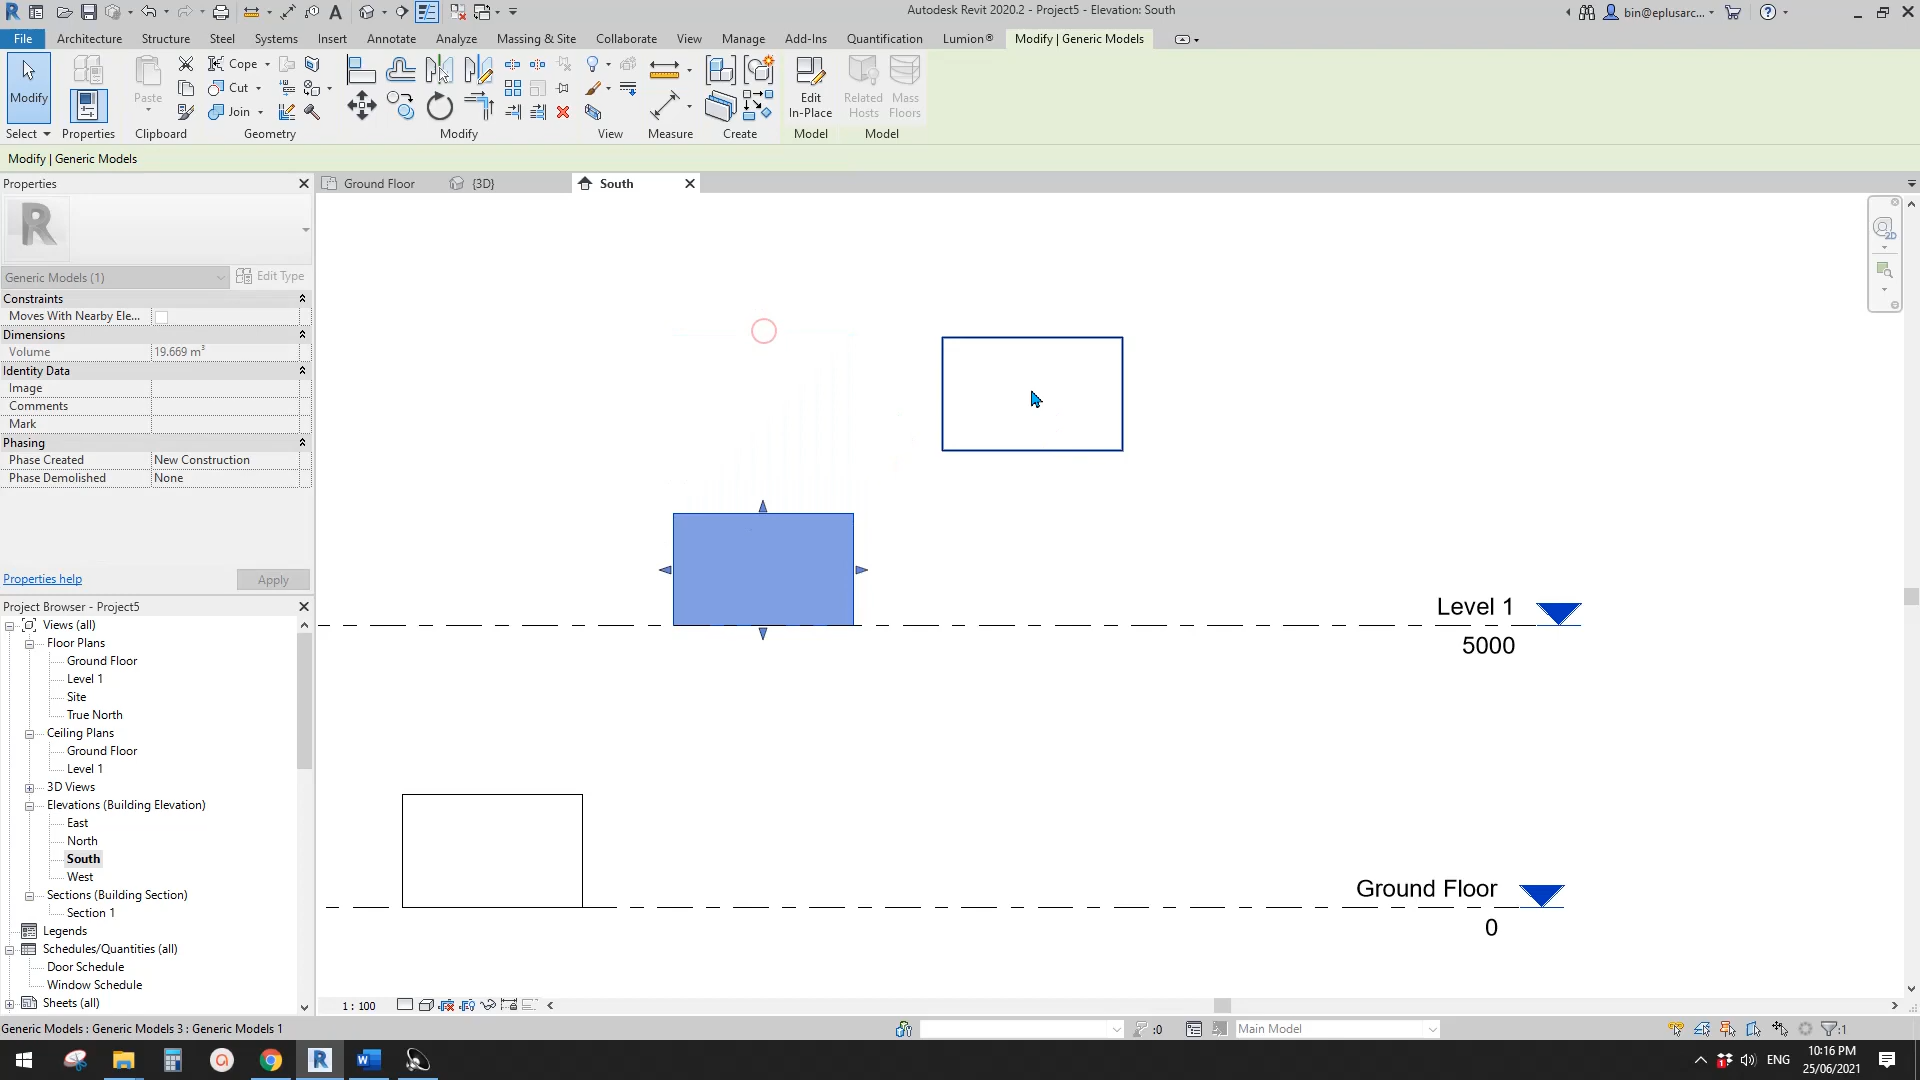 Autodesk Revit 2020.2 - Project5 - Elevation: South
bin@eplusarc...
File Architecture Structure Steel Systems Insert Annotate Analyze Massing & Site Collaborate View Manage Add-Ins Quantification Lumion® Modify | Generic Models
Modify Paste Cope Cut Join Edit In-Place Related Hosts Mass Floors
Select Properties Clipboard Geometry Modify View Measure Create Model Model
Modify | Generic Models
Properties
Ground Floor {3D} South
R
Generic Models (1) Edit Type
Constraints
Moves With Nearby Ele...
Dimensions
Volume 19.669 m³
Identity Data
Image
Comments
Mark
Phasing
Phase Created New Construction
Phase Demolished None
Properties help Apply
Project Browser - Project5
Views (all)
Floor Plans
Ground Floor
Level 1
Site
True North
Ceiling Plans
Ground Floor
Level 1
3D Views
Elevations (Building Elevation)
East
North
South
West
Sections (Building Section)
Section 1
Legends
Schedules/Quantities (all)
Door Schedule
Window Schedule
Sheets (all)
Level 1
5000
Ground Floor
0
1 : 100
Generic Models : Generic Models 3 : Generic Models 1
:0 Main Model :1
ENG 10:16 PM
25/06/2021